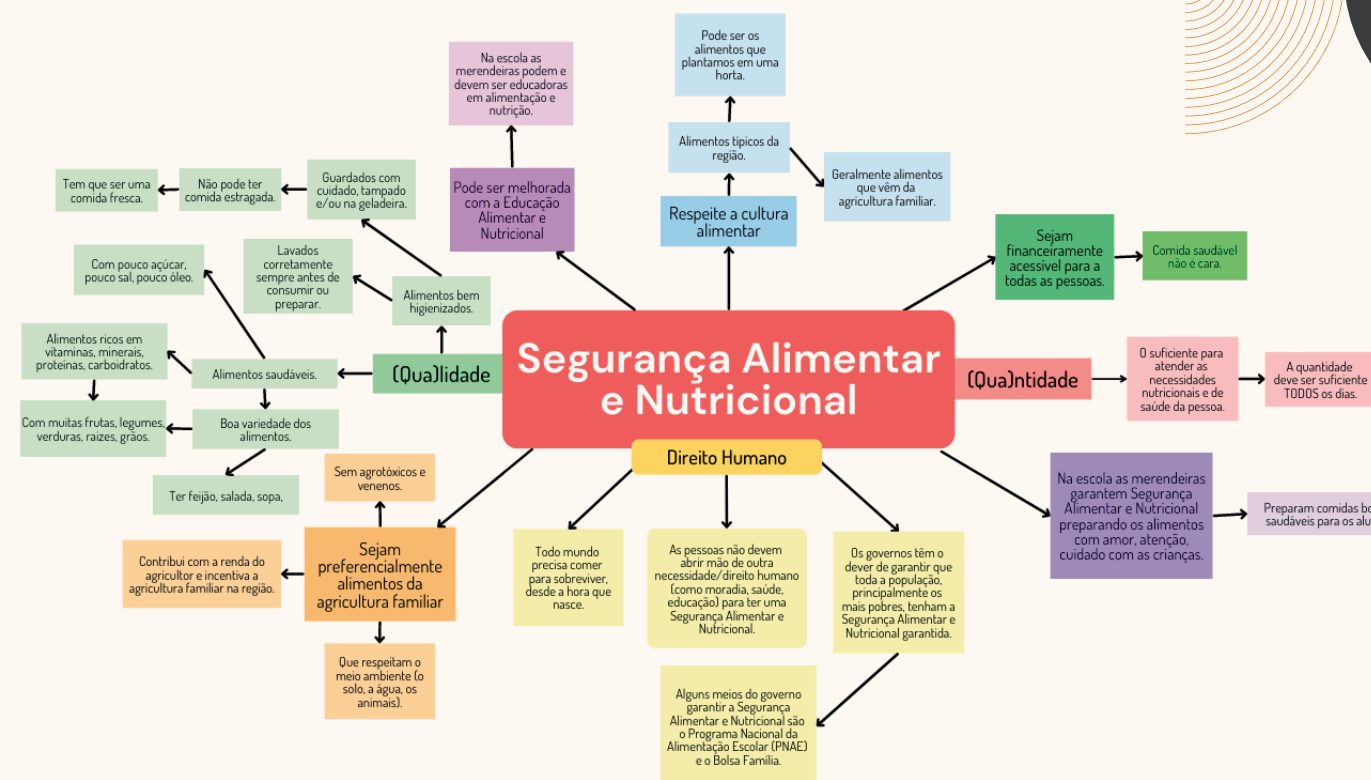 Pode ser os
alimentos que
plantamos em uma
horta.
Na escola as
merendeiras podem e
devem ser educadoras
em alimentação e
nutrição.
Alimentos típicos da
região.
Geralmente alimentos
que vêm da
agricultura familiar.
Respeite a cultura
alimentar
Pode ser melhorada
com a Educação
Alimentar e
Nutricional
Tem que ser uma
comida fresca.
Não pode ter
comida estragada.
Guardados com
cuidado, tampado
e/ou na geladeira.
Com pouco açúcar,
pouco sal, pouco óleo.
Lavados
corretamente
sempre antes de
consumir ou
preparar.
Alimentos bem
higienizados.
Sejam
financeiramente
acessível para a
todas as pessoas.
Comida saudável
não é cara.
Alimentos ricos em
vitaminas, minerais,
proteínas, carboidratos.
Alimentos saudáveis.
(Qua)lidade
Segurança Alimentar
e Nutricional
(Qua)ntidade
O suficiente para
atender as
necessidades
nutricionais e de
saúde da pessoa.
A quantidade
deve ser suficiente
TODOS os dias.
Com muitas frutas, legumes,
verduras, raizes, grãos.
Boa variedade dos
alimentos.
Ter feijão, salada, sopa,
Direito Humano
Sem agrotóxicos e
venenos.
Sejam
preferencialmente
alimentos da
agricultura familiar
Contribui com a renda do
agricultor e incentiva a
agricultura familiar na região.
Que respeitam o
meio ambiente (o
solo, a água, os
animais).
Todo mundo
precisa comer
para sobreviver,
desde a hora que
nasce.
As pessoas não devem
abrir mão de outra
necessidade/direito humano
(como moradia, saúde,
educação) para ter uma
Segurança Alimentar e
Nutricional.
Os governos têm o
dever de garantir que
toda a população,
principalmente os
mais pobres, tenham a
Segurança Alimentar e
Nutricional garantida.
Alguns meios do governo
garantir a Segurança
Alimentar e Nutricional são
o Programa Nacional da
Alimentação Escolar (PNAE)
e o Bolsa Família.
Na escola as merendeiras
garantem Segurança
Alimentar e Nutricional
preparando os alimentos
com amor, atenção,
cuidado com as crianças.
Preparam comidas
saudáveis para os